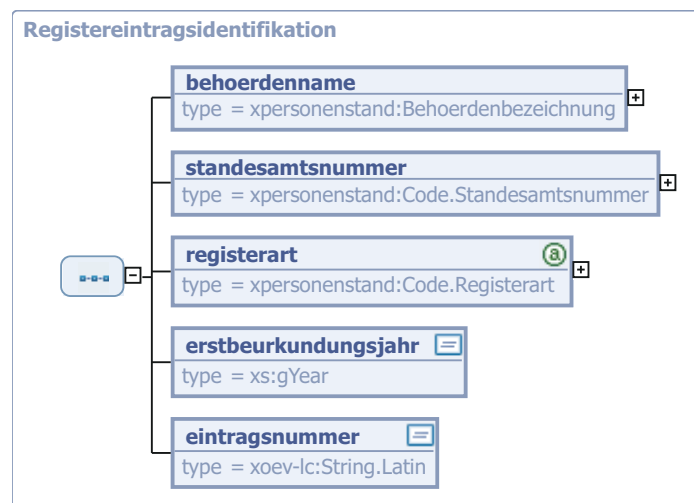 Registereintragsidentifikation
behoerdenname
type = xpersonenstand:Behoerdenbezeichnung
standesamtsnummer
type = xpersonenstand:Code.Standesamtsnummer
registerart
type = xpersonenstand:Code.Registerart
erstbeurkundungsjahr
type = xs:gYear
eintragsnummer
type = xoev-lc:String.Latin